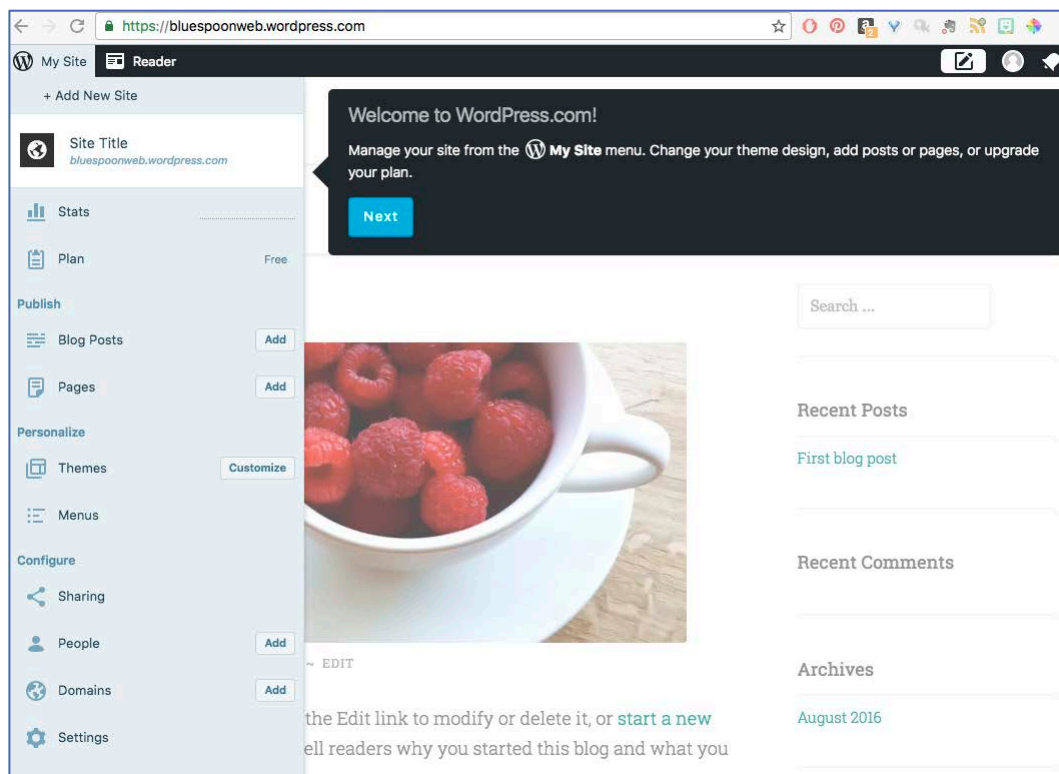 https://bluespoonweb.wordpress.com
2
My Site
Reader
+ Add New Site
Site Title
bluespoonweb.wordpress.com
Stats
Plan
Free
Publish
Blog Posts
Add
Pages
Add
Personalize
Themes
Customize
Menus
Configure
Sharing
People
Add
Domains
Add
Settings
Welcome to WordPress.com!
Manage your site from the My Site menu. Change your theme design, add posts or pages, or upgrade
your plan.
Next
~ EDIT
the Edit link to modify or delete it, or start a new
ell readers why you started this blog and what you
Search ...
Recent Posts
First blog post
Recent Comments
Archives
August 2016